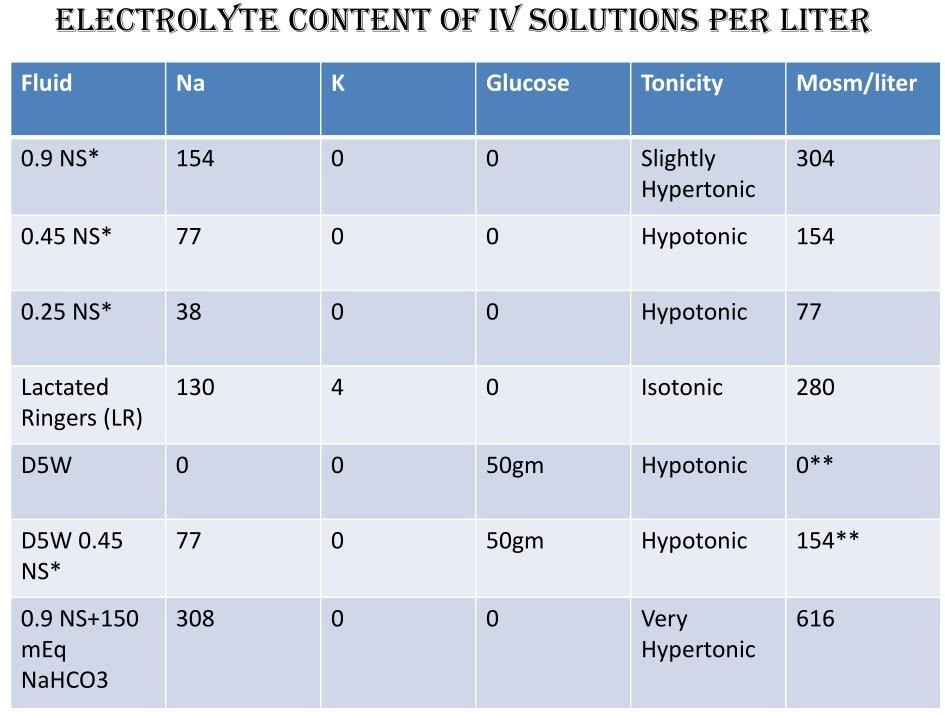 ELECTROLYTE CONTENT OF IV SOLUTIONS PER LITER
Fluid Na K Glucose Tonicity Mosm/liter
0.9 NS* 154 0 0 Slightly 304
Hypertonic
0.45 NS* 77 0 0 Hypotonic 154
0.25 NS* 38 0 0 Hypotonic 77
Lactated 130 4 0 Isotonic 280
Ringers (LR)
D5W 0 0 50gm Hypotonic 0**
D5W 0.45 77 0 50gm Hypotonic 154**
NS*
0.9 NS+150 308 0 0 Very 616
mEq Hypertonic
NaHCO3